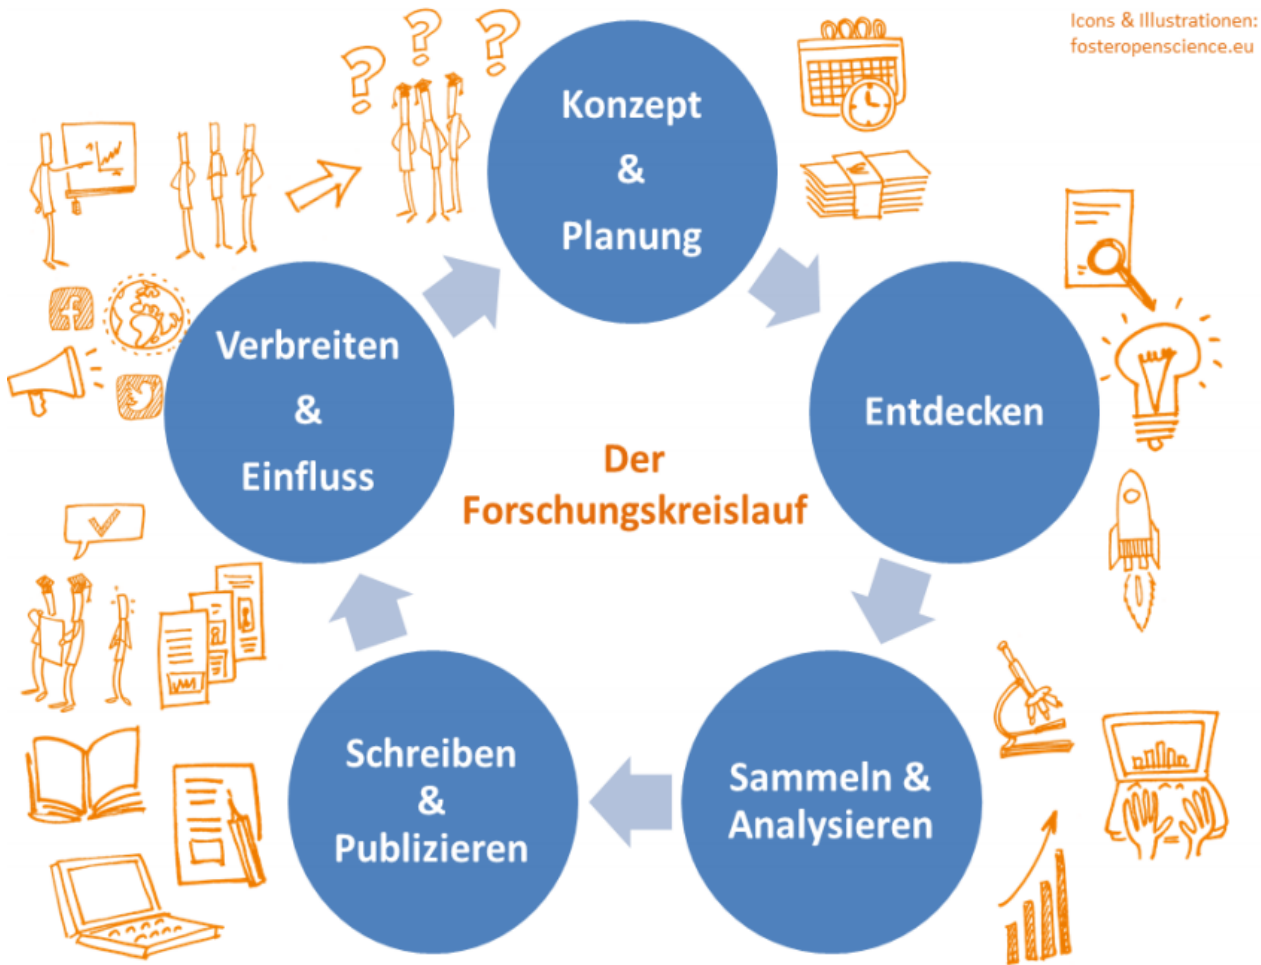 Icons & Illustrationen:
fosteropenscience.eu
Konzept
&
Planung
Entdecken
Sammeln &
Analysieren
Schreiben
&
Publizieren
Verbreiten
&
Einfluss
Der
Forschungskreislauf